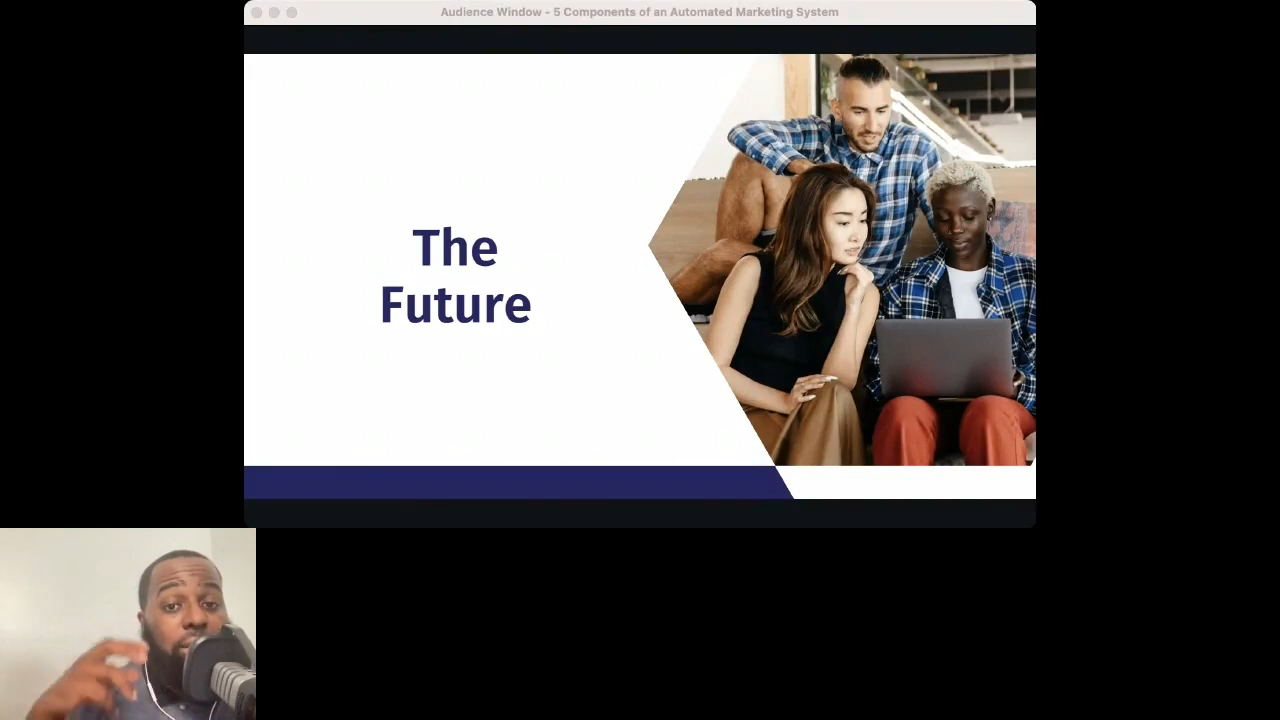 Audience Window - 5 Components of an Automated Marketing System
The
Future